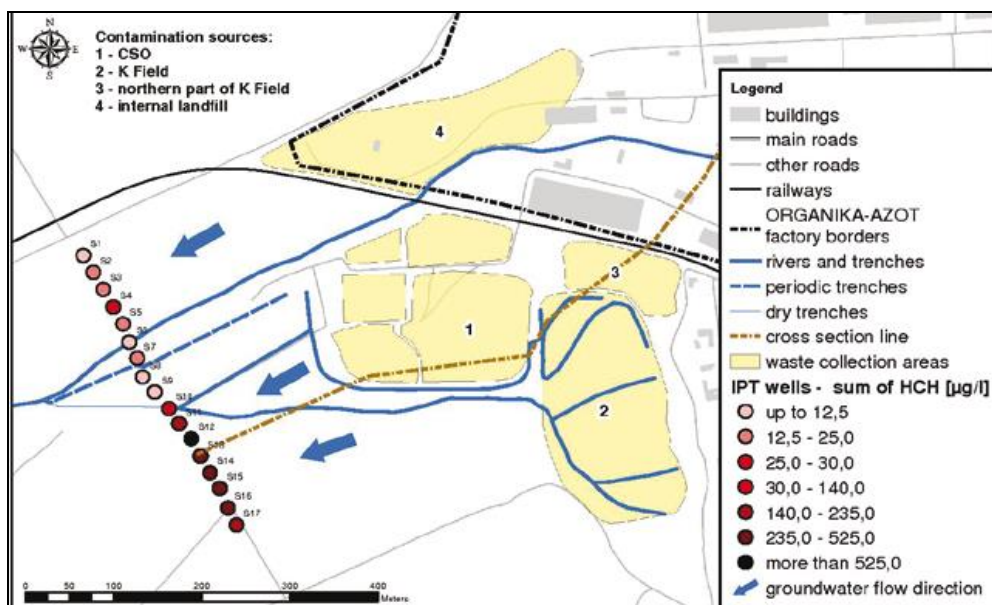 N
W
E
S
Contamination sources:
1 - CSO
2 - K Field
3 - northern part of K Field
4 - internal landfill
4
3
1
2
S1
S2
S3
S4
S5
S6
S7
S8
S9
S10
S11
S12
S13
S14
S15
S16
S17
0
50
100
200
300
400
Meters
Legend
buildings
main roads
other roads
railways
ORGANIKA-AZOT
factory borders
rivers and trenches
periodic trenches
dry trenches
cross section line
waste collection areas
IPT wells - sum of HCH [µg/l]
up to 12,5
12,5 - 25,0
25,0 - 30,0
30,0 - 140,0
140,0 - 235,0
235,0 - 525,0
more than 525,0
groundwater flow direction